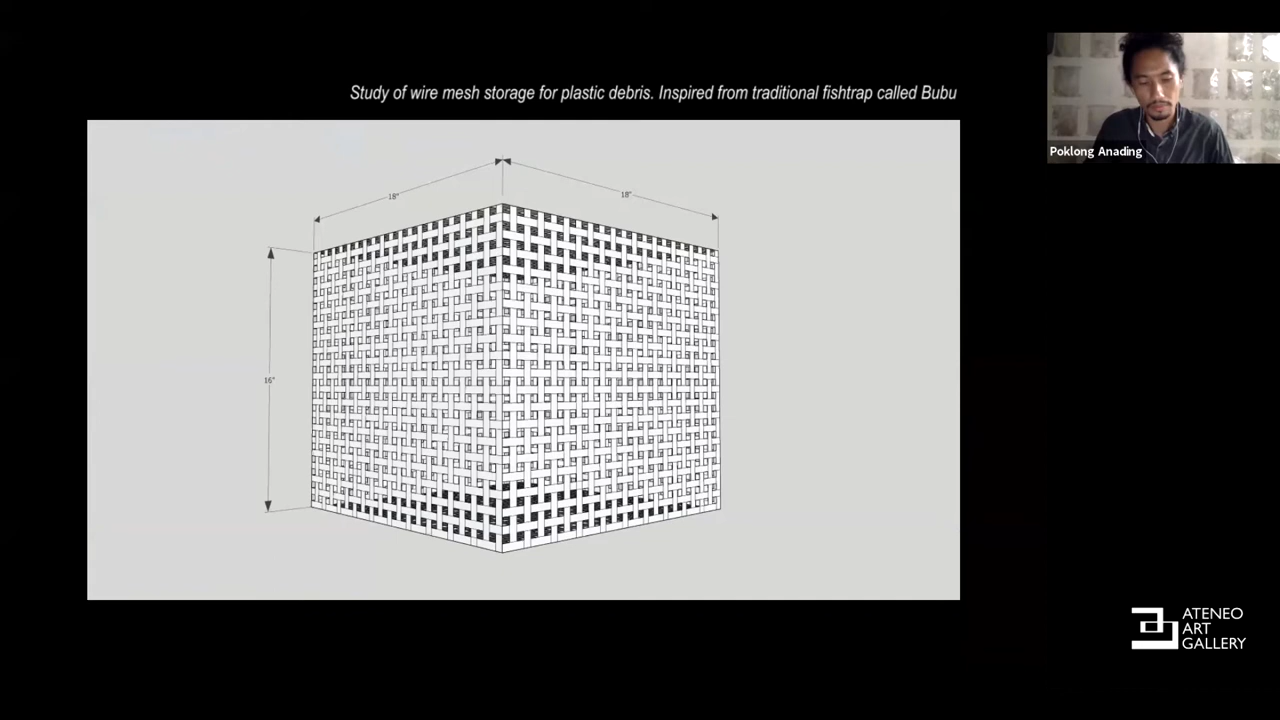 Study of wire mesh storage for plastic debris. Inspired from traditional fishtrap called Bubu
Poklong Anading
18"
18"
16"
ATENEO
ART
GALLERY